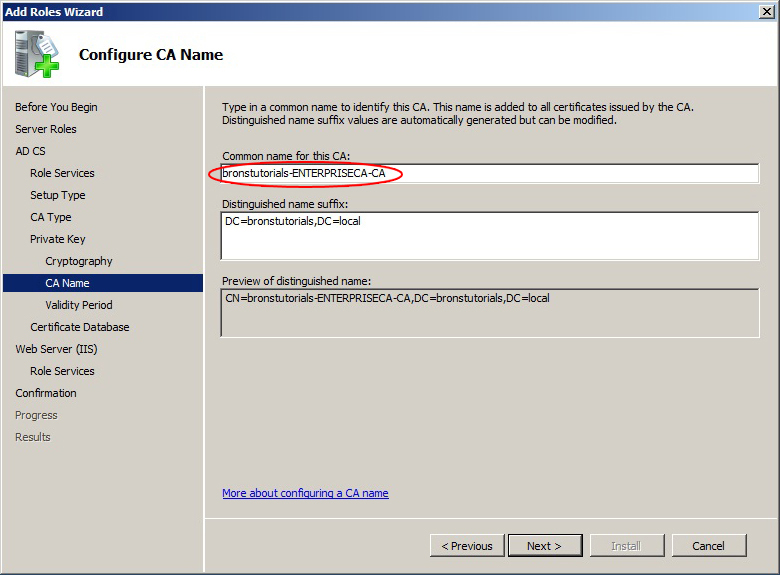 Add Roles Wizard
Configure CA Name
Before You Begin
Server Roles
AD CS
Role Services
Setup Type
CA Type
Private Key
Cryptography
CA Name
Validity Period
Certificate Database
Web Server (IIS)
Role Services
Confirmation
Progress
Results
Type in a common name to identify this CA. This name is added to all certificates issued by the CA.
Distinguished name suffix values are automatically generated but can be modified.
Common name for this CA:
bronstutorials-ENTERPRISECA-CA
Distinguished name suffix:
DC=bronstutorials,DC=local
Preview of distinguished name:
CN=bronstutorials-ENTERPRISECA-CA,DC=bronstutorials,DC=local
More about configuring a CA name
< Previous
Next >
Install
Cancel